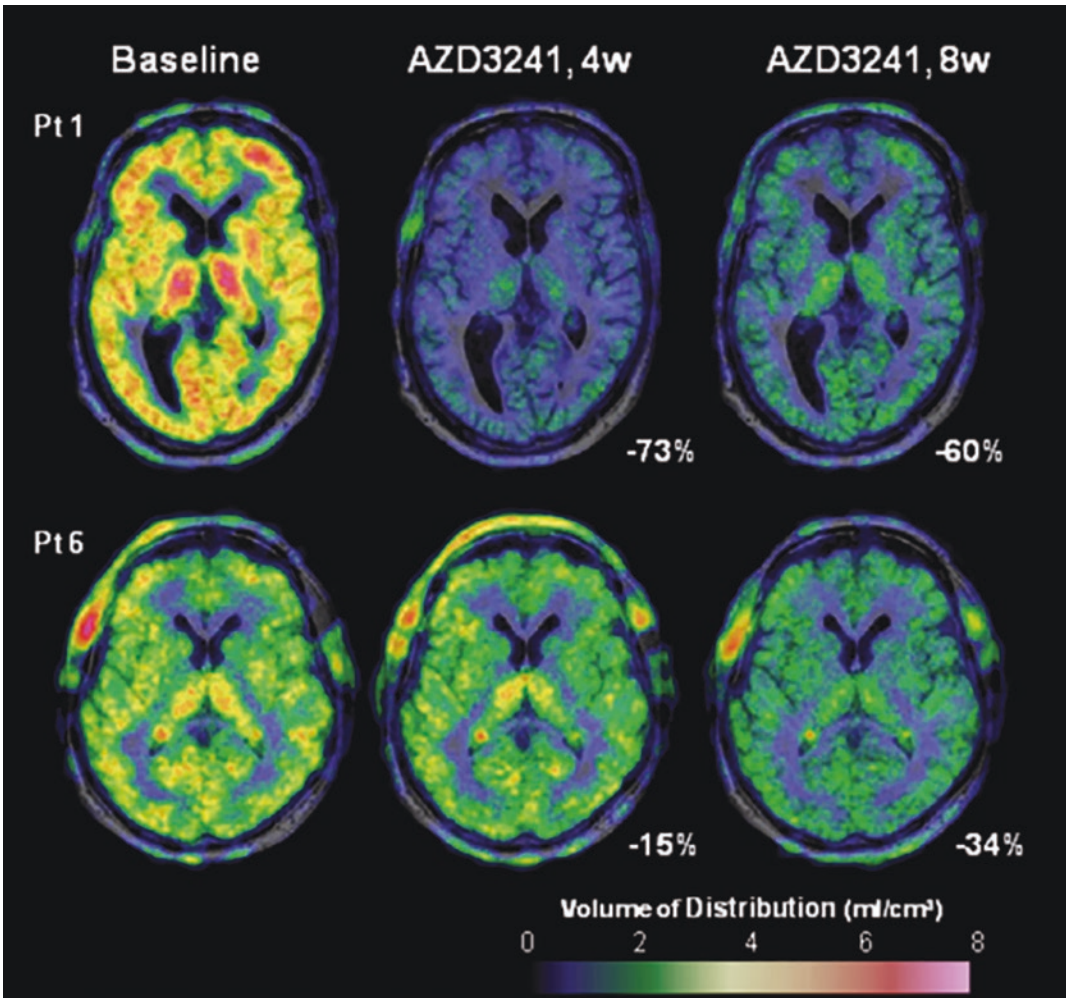 Baseline AZD3241, 4w AZD3241, 8w
Pt 1
-73% -60%
Pt 6
-15% -34%
Volume of Distribution (ml/cm³)
0 2 4 6 8